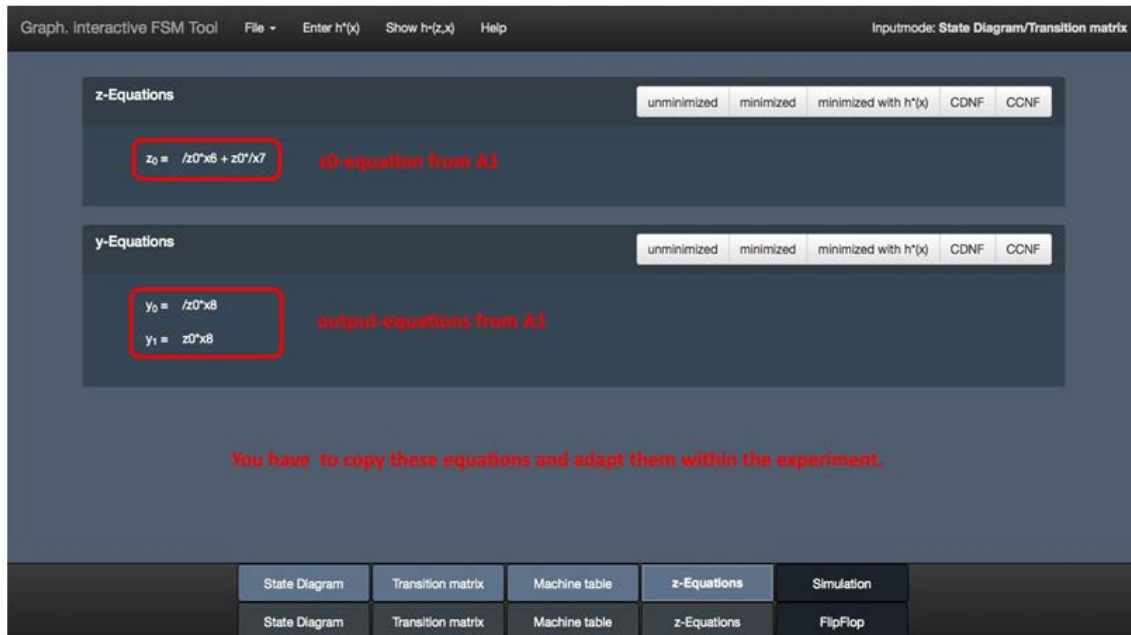 Graph. interactive FSM Tool File Enter h*(x) Show h*(z,x) Help Inputmode: State Diagram/Transition matrix
z-Equations unminimized minimized minimized with h*(x) CDNF CCNF
z₀ = /z0*x6 + z0*/x7 z0-equation from A1
y-Equations unminimized minimized minimized with h*(x) CDNF CCNF
y₀ = /z0*x8
output-equations from A1
y₁ = z0*x8
You have to copy these equations and adapt them within the experiment.
State Diagram Transition matrix Machine table z-Equations Simulation
State Diagram Transition matrix Machine table z-Equations FlipFlop